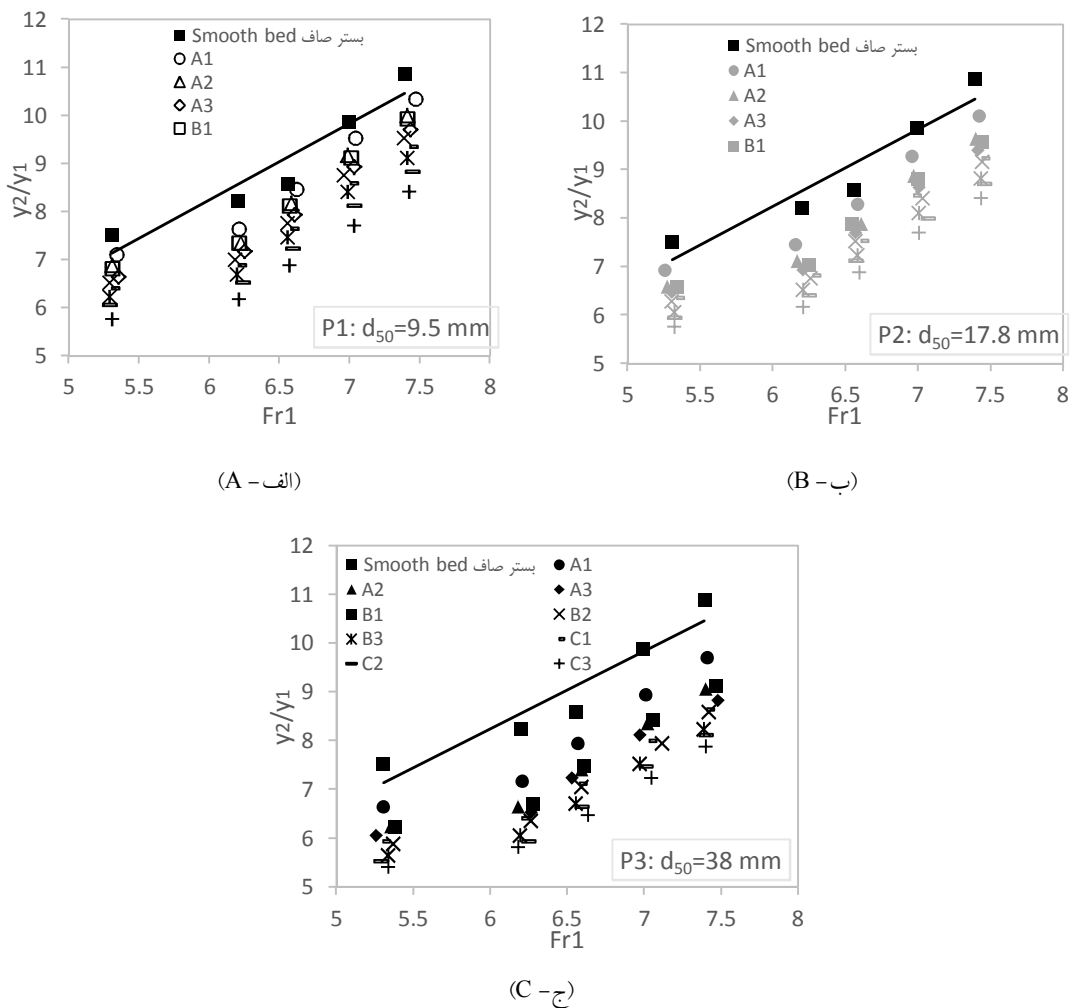 12
11
10
9
8
7
6
5
y2/y1
Smooth bed بستر صاف
A1
A2
A3
B1
P1: d50=9.5 mm
5 5.5 6 6.5 7 7.5 8
Fr1
(الف - A)
12
11
10
9
8
7
6
5
y2/y1
Smooth bed بستر صاف
A1
A2
A3
B1
P2: d50=17.8 mm
5 5.5 6 6.5 7 7.5 8
Fr1
(ب - B)
12
11
10
9
8
7
6
5
y2/y1
Smooth bed بستر صاف A1
A2 A3
B1 B2
B3 C1
C2 C3
P3: d50=38 mm
5 5.5 6 6.5 7 7.5 8
Fr1
(ج - C)